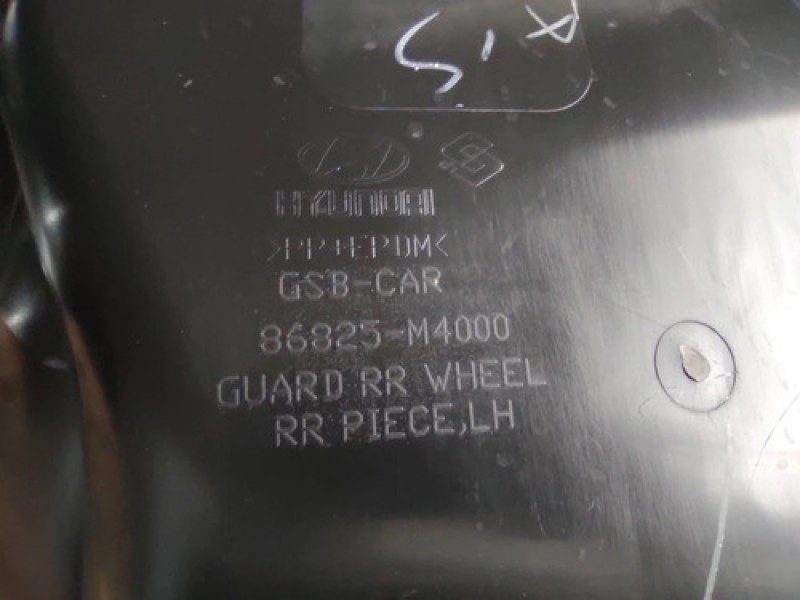 HYUNDAI
>PP+EPDM<
GSB-CAR
86825-M4000
GUARD RR WHEEL
RR PIECE,LH